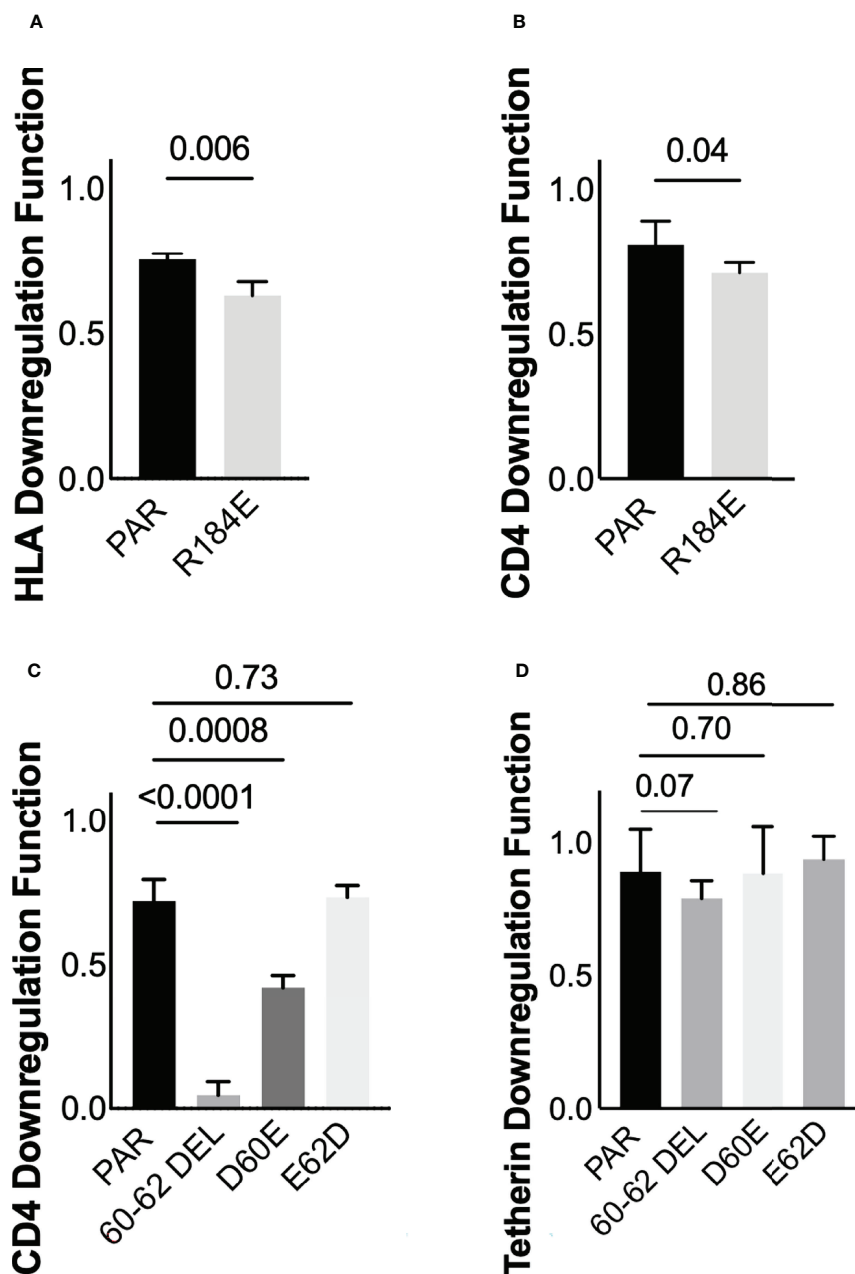 A
HLA Downregulation Function
0.006
1.0
0.5
0.0
PAR
R184E
B
CD4 Downregulation Function
0.04
1.0
0.5
0.0
PAR
R184E
C
CD4 Downregulation Function
0.73
0.0008
<0.0001
1.0
0.5
0.0
PAR
60-62 DEL
D60E
E62D
D
Tetherin Downregulation Function
0.86
0.70
0.07
1.0
0.5
0.0
PAR
60-62 DEL
D60E
E62D